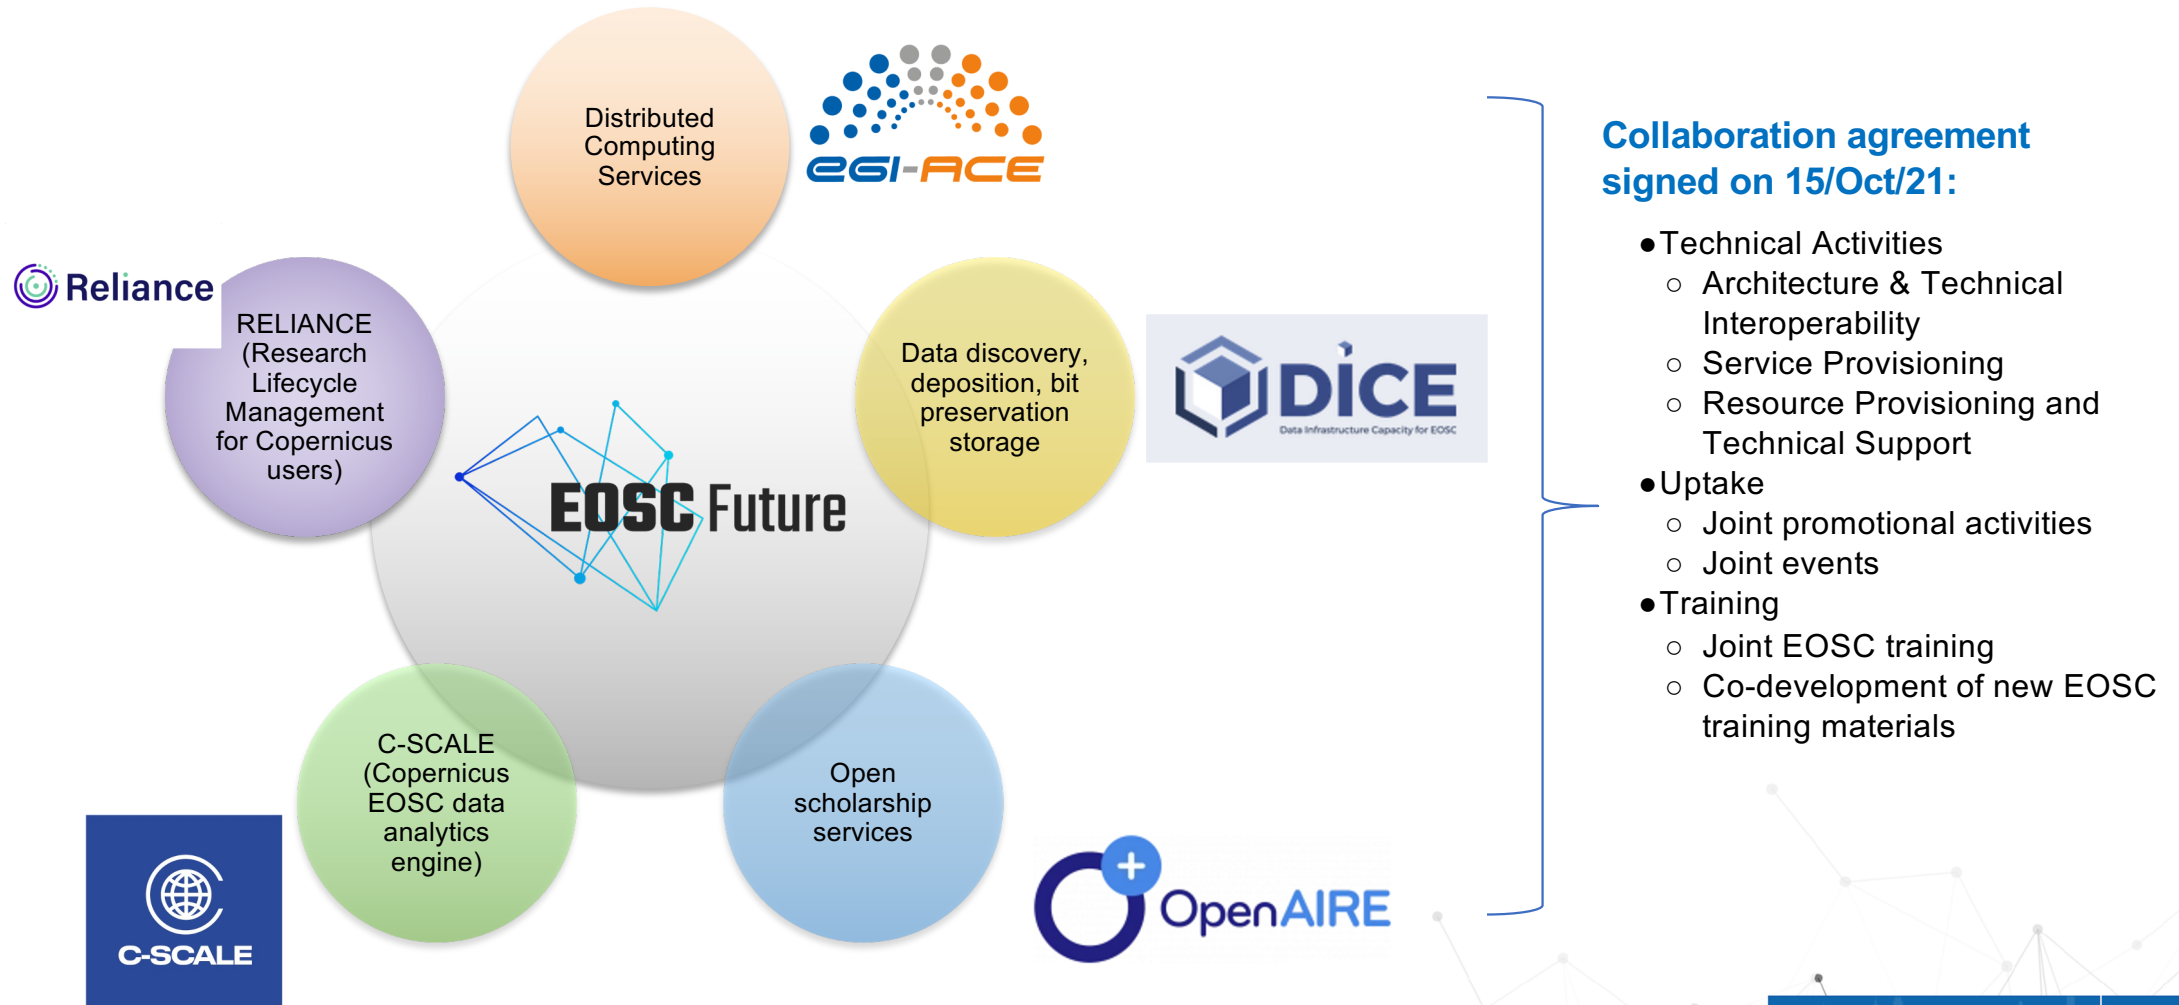 Distributed
Computing
Services
eGI-ACE
Reliance
RELIANCE
(Research
Lifecycle
Management
for Copernicus
users)
Data discovery,
deposition, bit
preservation
storage
DICE
Data Infrastructure Capacity for EOSC
EOSC Future
C-SCALE
(Copernicus
EOSC data
analytics
engine)
Open
scholarship
services
C-SCALE
OpenAIRE
Collaboration agreement
signed on 15/Oct/21:
●Technical Activities
○ Architecture & Technical
Interoperability
○ Service Provisioning
○ Resource Provisioning and
Technical Support
●Uptake
○ Joint promotional activities
○ Joint events
●Training
○ Joint EOSC training
○ Co-development of new EOSC
training materials